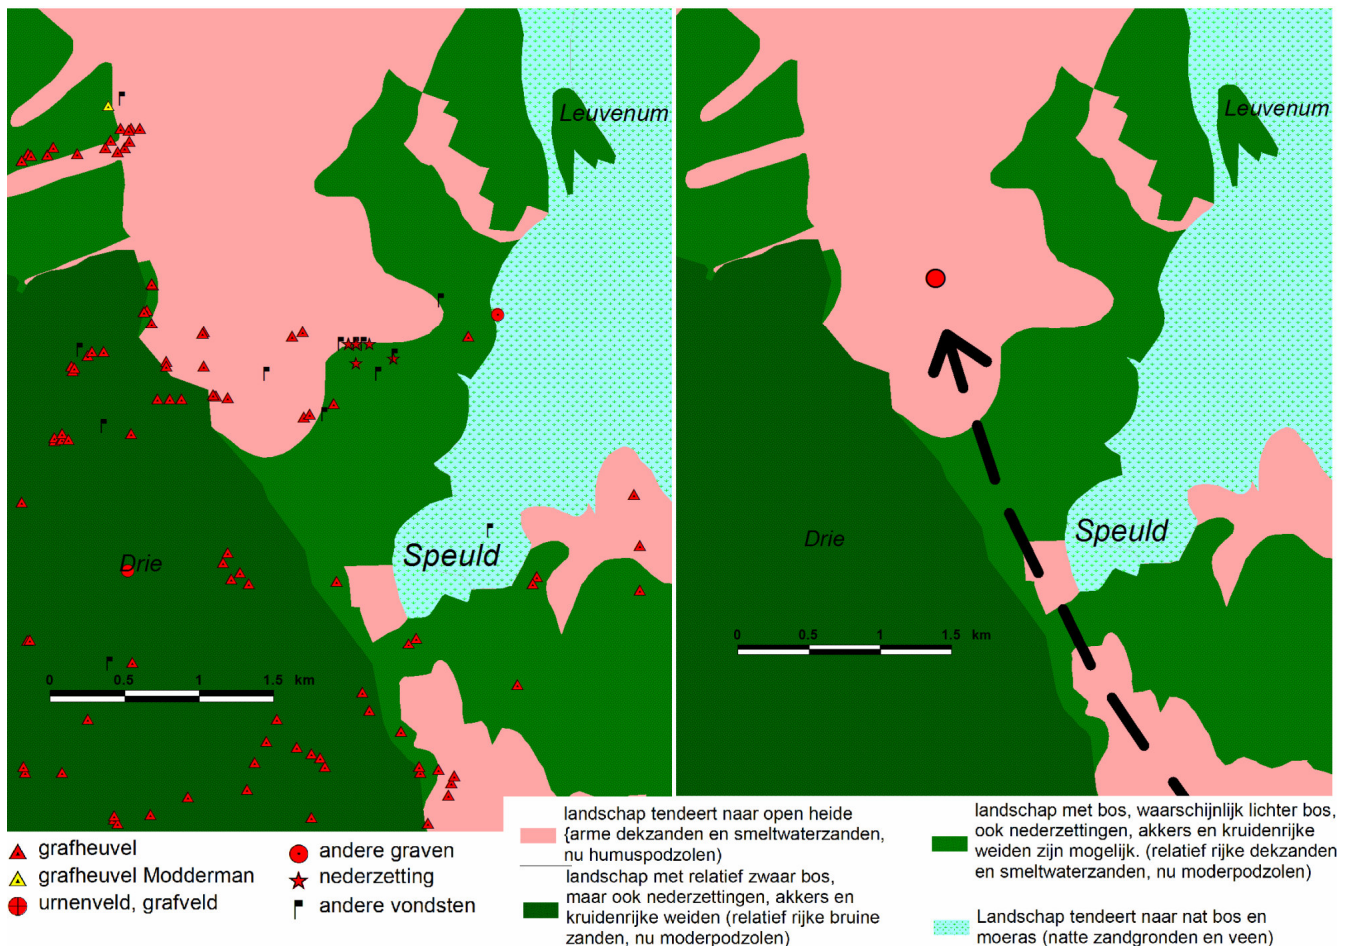 Leuvenum
Drie
Speuld
0 0.5 1 1.5 km
Leuvenum
Drie
Speuld
0 0.5 1 1.5 km
grafheuvel
grafheuvel Modderman
urnenveld, grafveld
andere graven
nederzetting
andere vondsten
landschap tendeert naar open heide
{arme dekzanden en smeltwaterzanden,
nu humuspodzolen)
landschap met relatief zwaar bos,
maar ook nederzettingen, akkers en
kruidenrijke weiden (relatief rijke bruine
zanden, nu moderpodzolen)
landschap met bos, waarschijnlijk lichter bos,
ook nederzettingen, akkers en kruidenrijke
weiden zijn mogelijk. (relatief rijke dekzanden
en smeltwaterzanden, nu moderpodzolen)
Landschap tendeert naar nat bos en
moeras (natte zandgronden en veen)